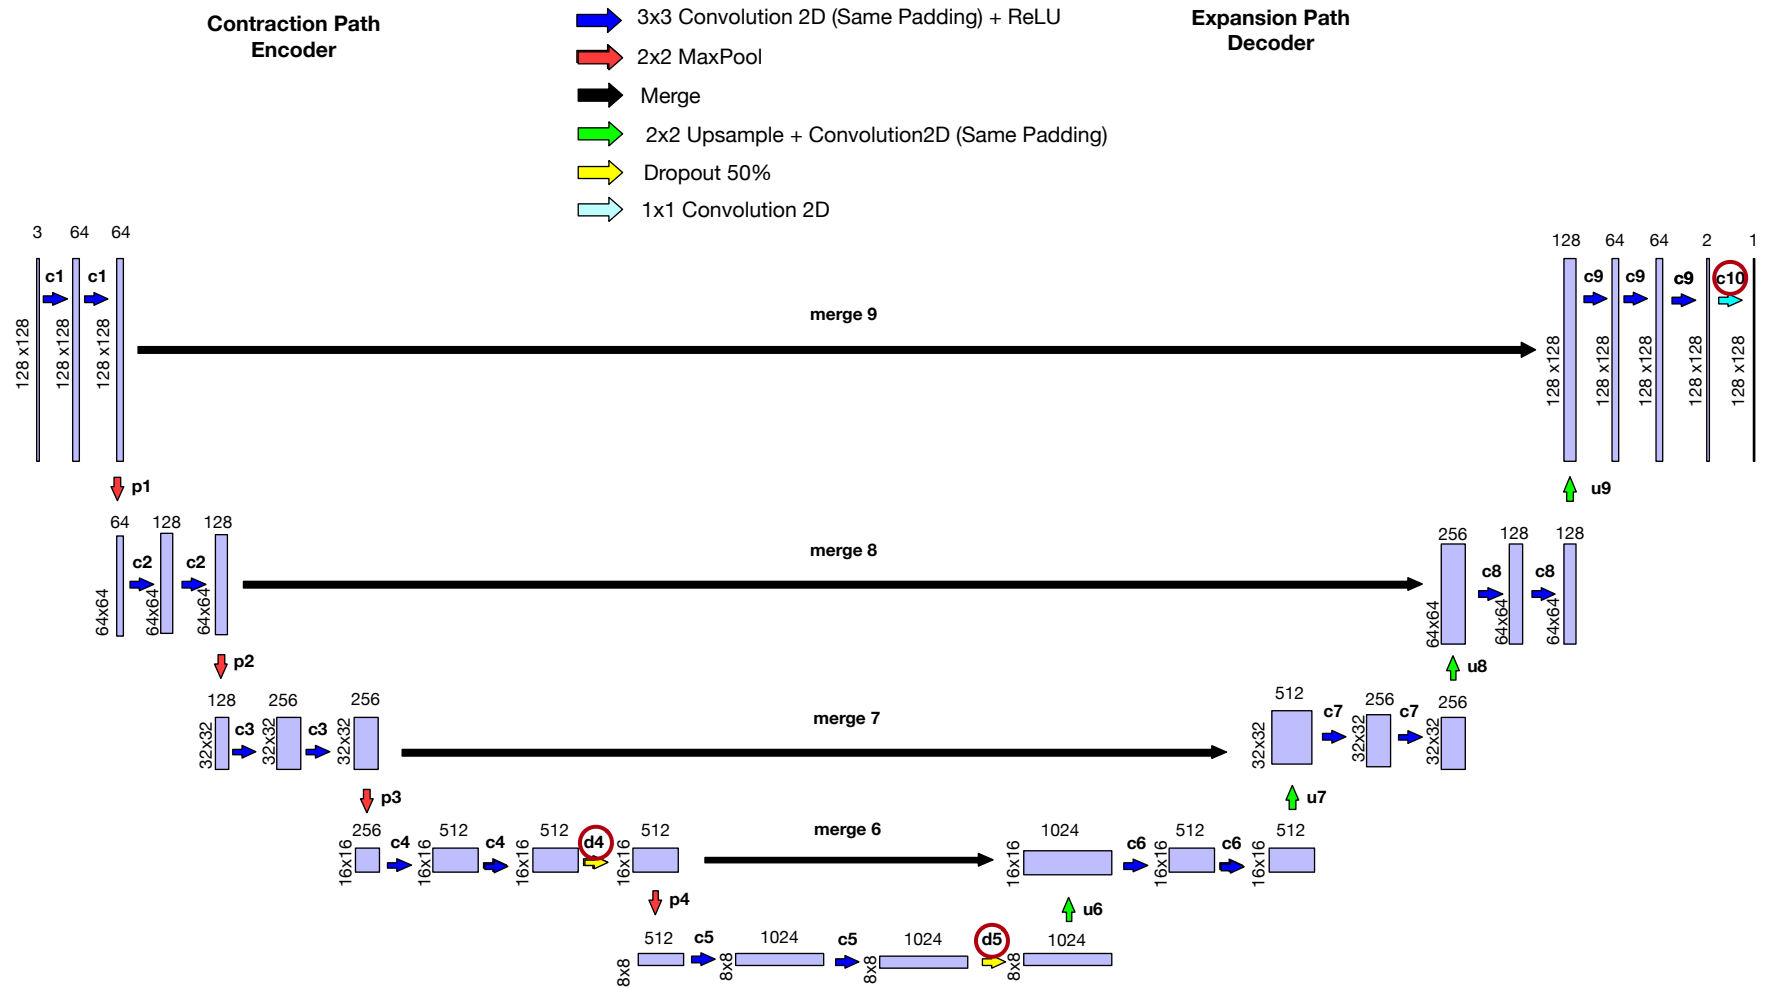 Contraction Path
Encoder
3x3 Convolution 2D (Same Padding) + ReLU
2x2 MaxPool
Merge
2x2 Upsample + Convolution2D (Same Padding)
Dropout 50%
1x1 Convolution 2D
Expansion Path
Decoder
3 64 64
c1 c1
128 x128 128 x128 128 x128
merge 9
128 64 64 2 1
c9 c9 c9 c10
128 x128 128 x128 128 x128 128 x128 128 x128
p1
u9
64 128 128
c2 c2
64x64 64x64 64x64
merge 8
256 128 128
c8 c8
64x64 64x64 64x64
p2
u8
128 256 256
c3 c3
32x32 32x32 32x32
merge 7
512 256 256
c7 c7
32x32 32x32 32x32
p3
u7
256 512 512 512
c4 c4 d4
16x16 16x16 16x16 16x16
merge 6
1024 512 512
c6 c6
16x16 16x16 16x16
p4
u6
512 1024 1024 1024
c5 c5 d5
8x8 8x8 8x8 8x8